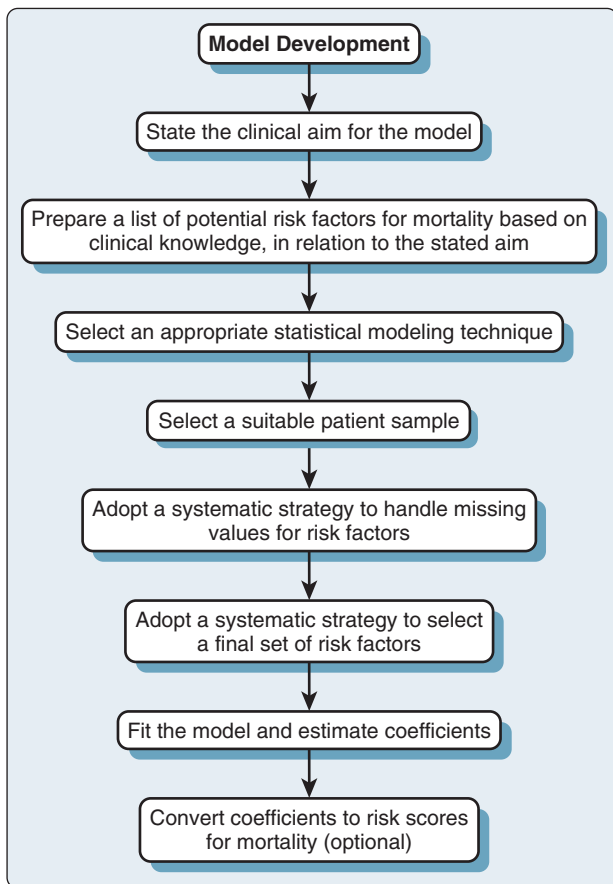 Model Development
State the clinical aim for the model
Prepare a list of potential risk factors for mortality based on
clinical knowledge, in relation to the stated aim
Select an appropriate statistical modeling technique
Select a suitable patient sample
Adopt a systematic strategy to handle missing
values for risk factors
Adopt a systematic strategy to select
a final set of risk factors
Fit the model and estimate coefficients
Convert coefficients to risk scores
for mortality (optional)